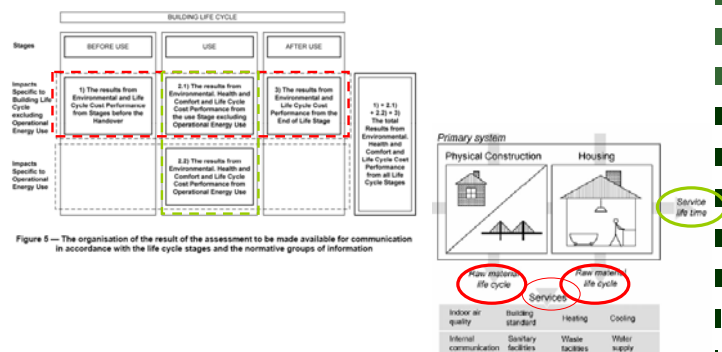 BUILDING LIFE CYCLE
Stages
BEFORE USE
USE
AFTER USE
Impacts
Specific to
Building Life
Cycle
excluding
Operational
Energy Use
1) The results from
Environmental and Life
Cycle Cost Performance
from Stages before the
Handover
2.1) The results from
Environmental. Health and
Comfort and Life Cycle
Cost Performance from
the use Stage excluding
Operational Energy Use
3) The results from
Environmental and
Life Cycle Cost
Performance from the
End of Life Stage
1) + 2.1)
+ 2.2) + 3)
The total
Results from
Environmental.
Health and
Comfort and
Life Cycle Cost
Performance
from all Life
Cycle Stages
Impacts
Specific to
Operational
Energy Use
2.2) The results from
Environmental. Health and
Comfort and Life Cycle
Cost Performance from
Operational Energy Use
Figure 5 — The organisation of the result of the assessment to be made available for communication
in accordance with the life cycle stages and the normative groups of information
Primary system
Physical Construction
Housing
Service
life time
Raw material
life cycle
Raw material
life cycle
Services
Indoor air
quality
Building
standard
Heating
Cooling
Internal
communication
Sanitary
facilities
Waste
facilities
Water
supply